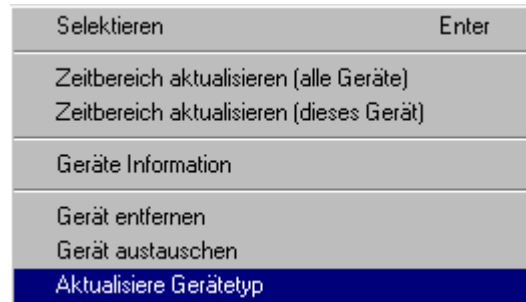 Selektieren Enter
Zeitbereich aktualisieren (alle Geräte)
Zeitbereich aktualisieren (dieses Gerät)
Geräte Information
Gerät entfernen
Gerät austauschen
Aktualisiere Gerätetyp